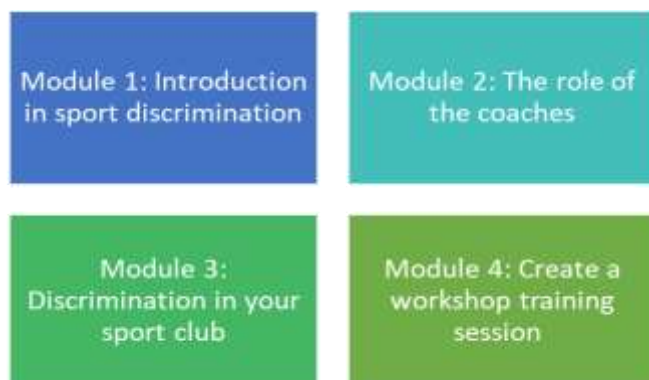 Module 1: Introduction
in sport discrimination
Module 2: The role of
the coaches
Module 3:
Discrimination in your
sport club
Module 4: Create a
workshop training
session